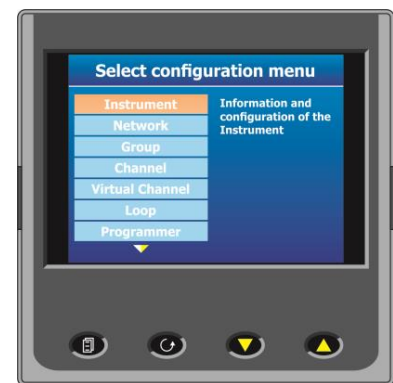 Select configuration menu
Instrument
Network
Group
Channel
Virtual Channel
Loop
Programmer
Information and
configuration of the
Instrument